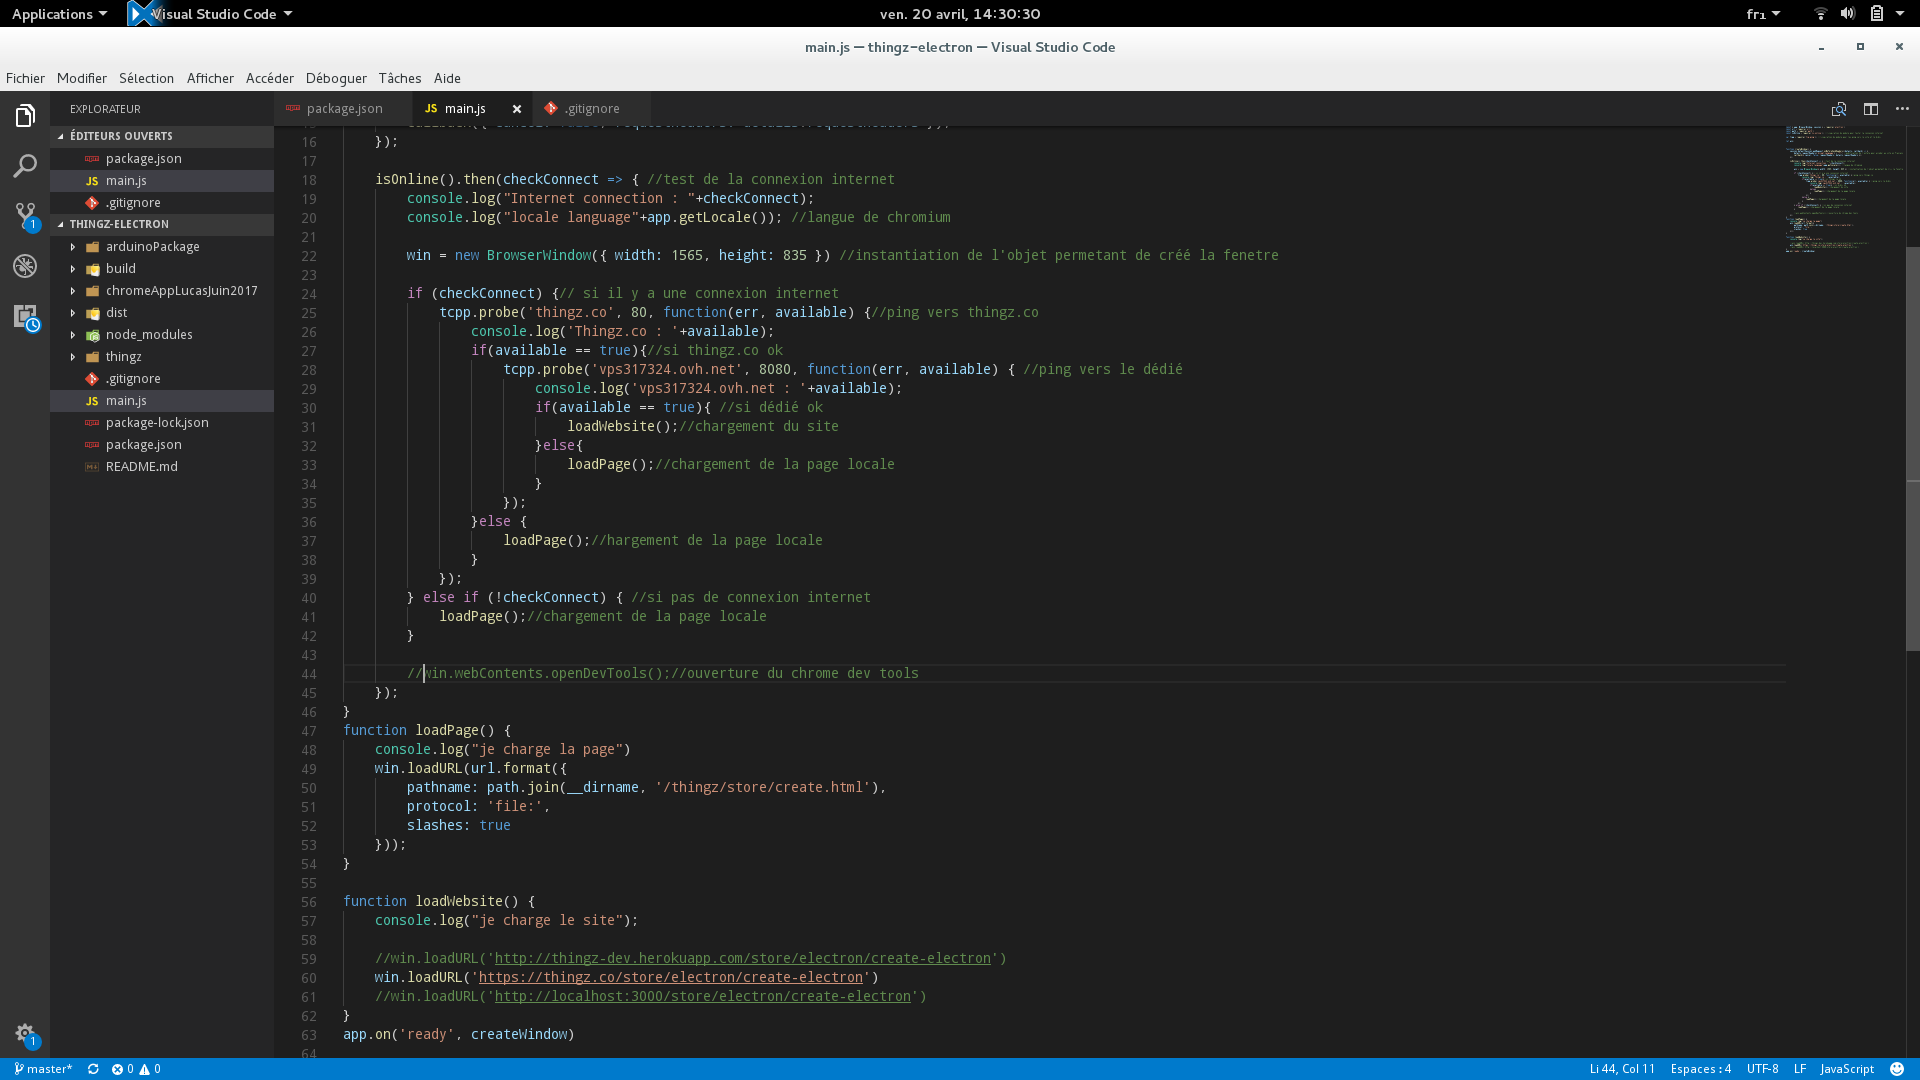 Applications
Visual Studio Code
ven. 20 avril, 14:30:30
fr1
main.js — thingz-electron — Visual Studio Code
Fichier Modifier Sélection Afficher Accéder Déboguer Tâches Aide
EXPLORATEUR
ÉDITEURS OUVERTS
package.json
main.js
.gitignore
THINGZ-ELECTRON
arduinoPackage
build
chromeAppLucasJuin2017
dist
node_modules
thingz
.gitignore
main.js
package-lock.json
package.json
README.md
1
1
package.json
main.js
.gitignore
16 });
17
18 isOnline().then(checkConnect => { //test de la connexion internet
19 console.log("Internet connection : "+checkConnect);
20 console.log("locale language"+app.getLocale()); //langue de chromium
21
22 win = new BrowserWindow({ width: 1565, height: 835 }) //instantiation de l'objet permetant de créé la fenetre
23
24 if (checkConnect) {// si il y a une connexion internet
25 tcpp.probe('thingz.co', 80, function(err, available) {//ping vers thingz.co
26 console.log('Thingz.co : '+available);
27 if(available == true){//si thingz.co ok
28 tcpp.probe('vps317324.ovh.net', 8080, function(err, available) { //ping vers le dédié
29 console.log('vps317324.ovh.net : '+available);
30 if(available == true){ //si dédié ok
31 loadWebsite();//chargement du site
32 }else{
33 loadPage();//chargement de la page locale
34 }
35 });
36 }else {
37 loadPage();//hargement de la page locale
38 }
39 });
40 } else if (!checkConnect) { //si pas de connexion internet
41 loadPage();//chargement de la page locale
42 }
43
44 //win.webContents.openDevTools();//ouverture du chrome dev tools
45 });
46 }
47 function loadPage() {
48 console.log("je charge la page")
49 win.loadURL(url.format({
50 pathname: path.join(__dirname, '/thingz/store/create.html'),
51 protocol: 'file:',
52 slashes: true
53 }));
54 }
55
56 function loadWebsite() {
57 console.log("je charge le site");
58
59 //win.loadURL('http://thingz-dev.herokuapp.com/store/electron/create-electron')
60 win.loadURL('https://thingz.co/store/electron/create-electron')
61 //win.loadURL('http://localhost:3000/store/electron/create-electron')
62 }
63 app.on('ready', createWindow)
64
master* 0 0
Li 44, Col 11 Espaces : 4 UTF-8 LF JavaScript